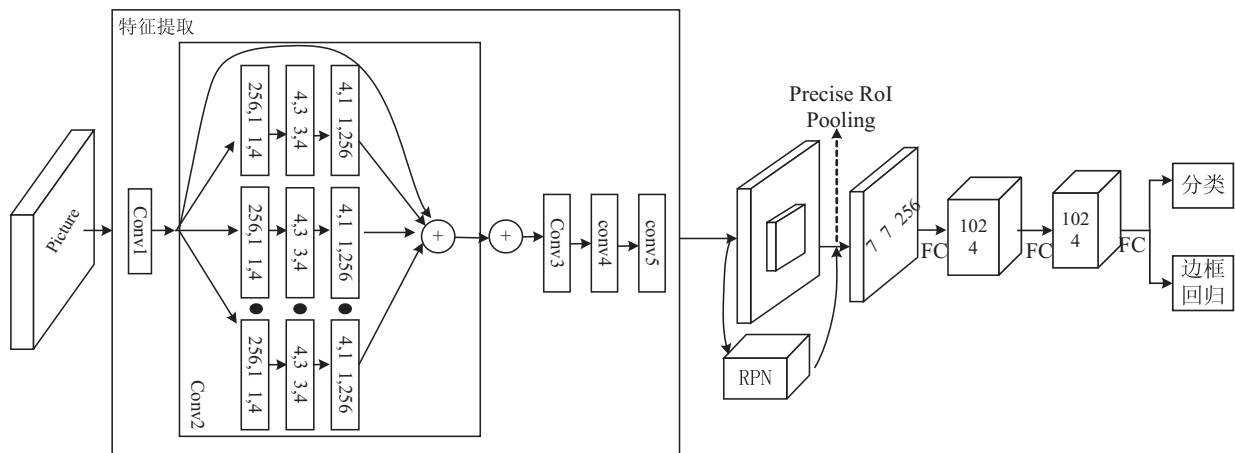 特征提取
Picture
Conv1
256,1 1,4
4,3 3,4
4,1 1,256
256,1 1,4
4,3 3,4
4,1 1,256
256,1 1,4
4,3 3,4
4,1 1,256
Conv2
+
+
Conv3
conv4
conv5
RPN
Precise RoI
Pooling
7 7 256
FC
102
4
FC
102
4
FC
分类
边框
回归